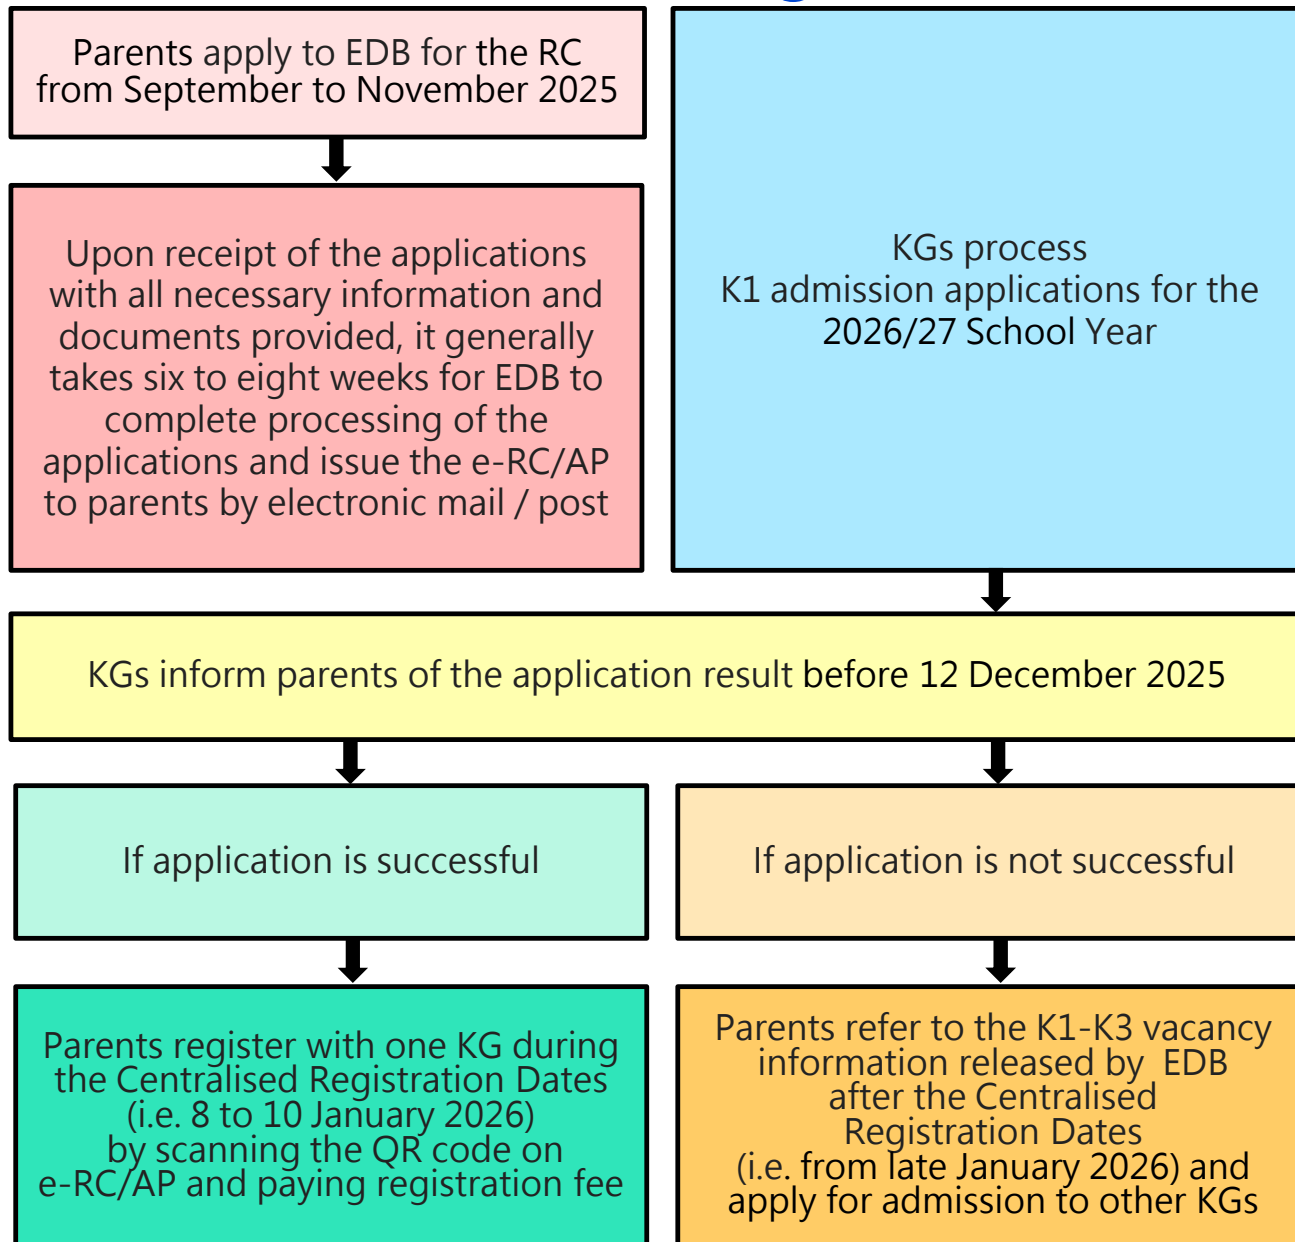 Parents apply to EDB for the RC
from September to November 2025
Upon receipt of the applications
with all necessary information and
documents provided, it generally
takes six to eight weeks for EDB to
complete processing of the
applications and issue the e-RC/AP
to parents by electronic mail / post
KGs process
K1 admission applications for the
2026/27 School Year
KGs inform parents of the application result before 12 December 2025
If application is successful
If application is not successful
Parents register with one KG during
the Centralised Registration Dates
(i.e. 8 to 10 January 2026)
by scanning the QR code on
e-RC/AP and paying registration fee
Parents refer to the K1-K3 vacancy
information released by EDB
after the Centralised
Registration Dates
(i.e. from late January 2026) and
apply for admission to other KGs